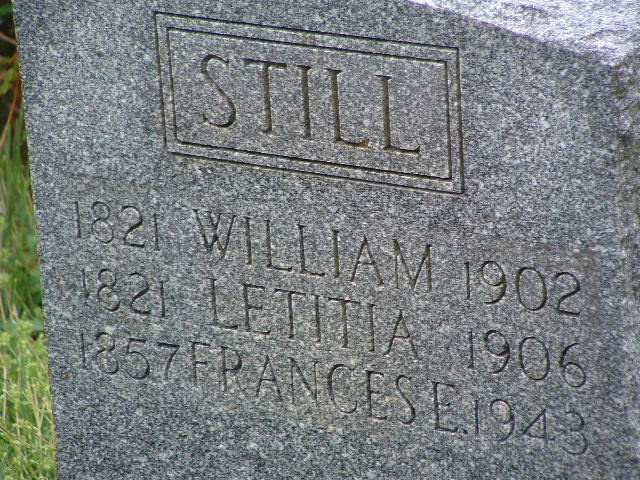 STILL
1821 WILLIAM 1902
1821 LETITIA 1906
1857 FRANCES E. 1943